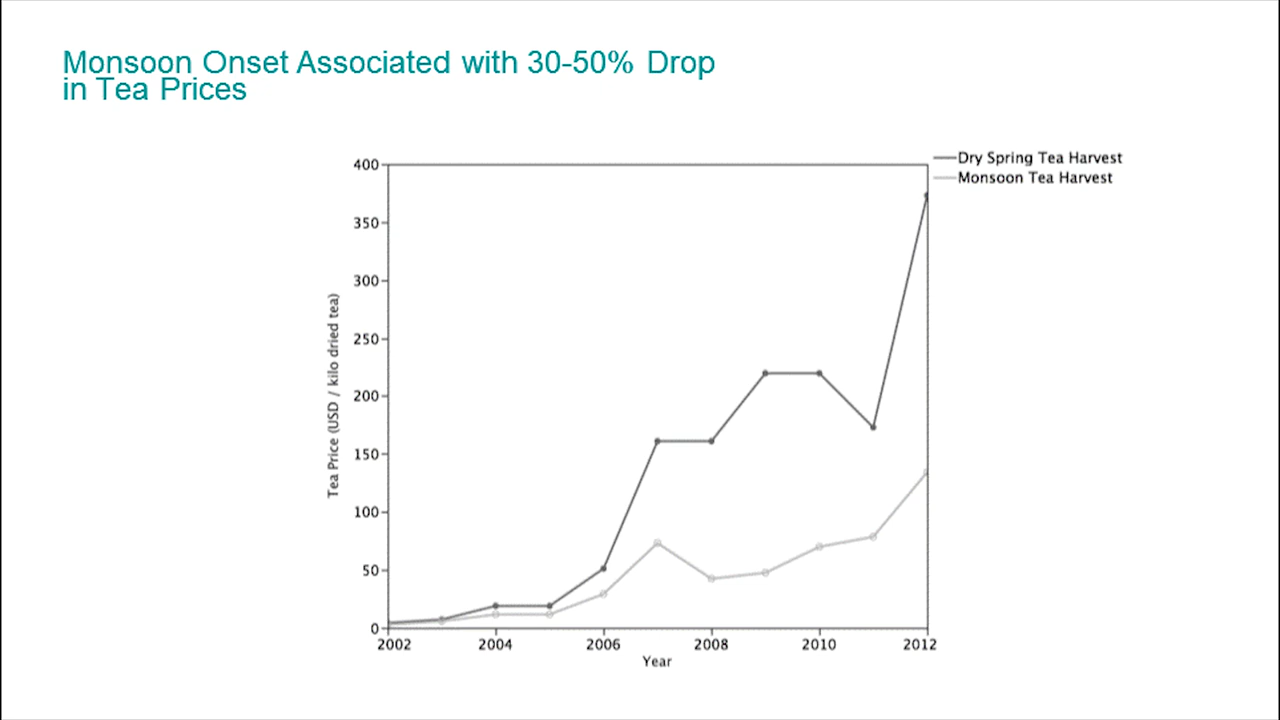 Monsoon Onset Associated with 30-50% Drop
in Tea Prices
Dry Spring Tea Harvest
Monsoon Tea Harvest
400
350
300
250
200
150
100
50
0
Tea Price (USD / kilo dried tea)
2002 2004 2006 2008 2010 2012
Year